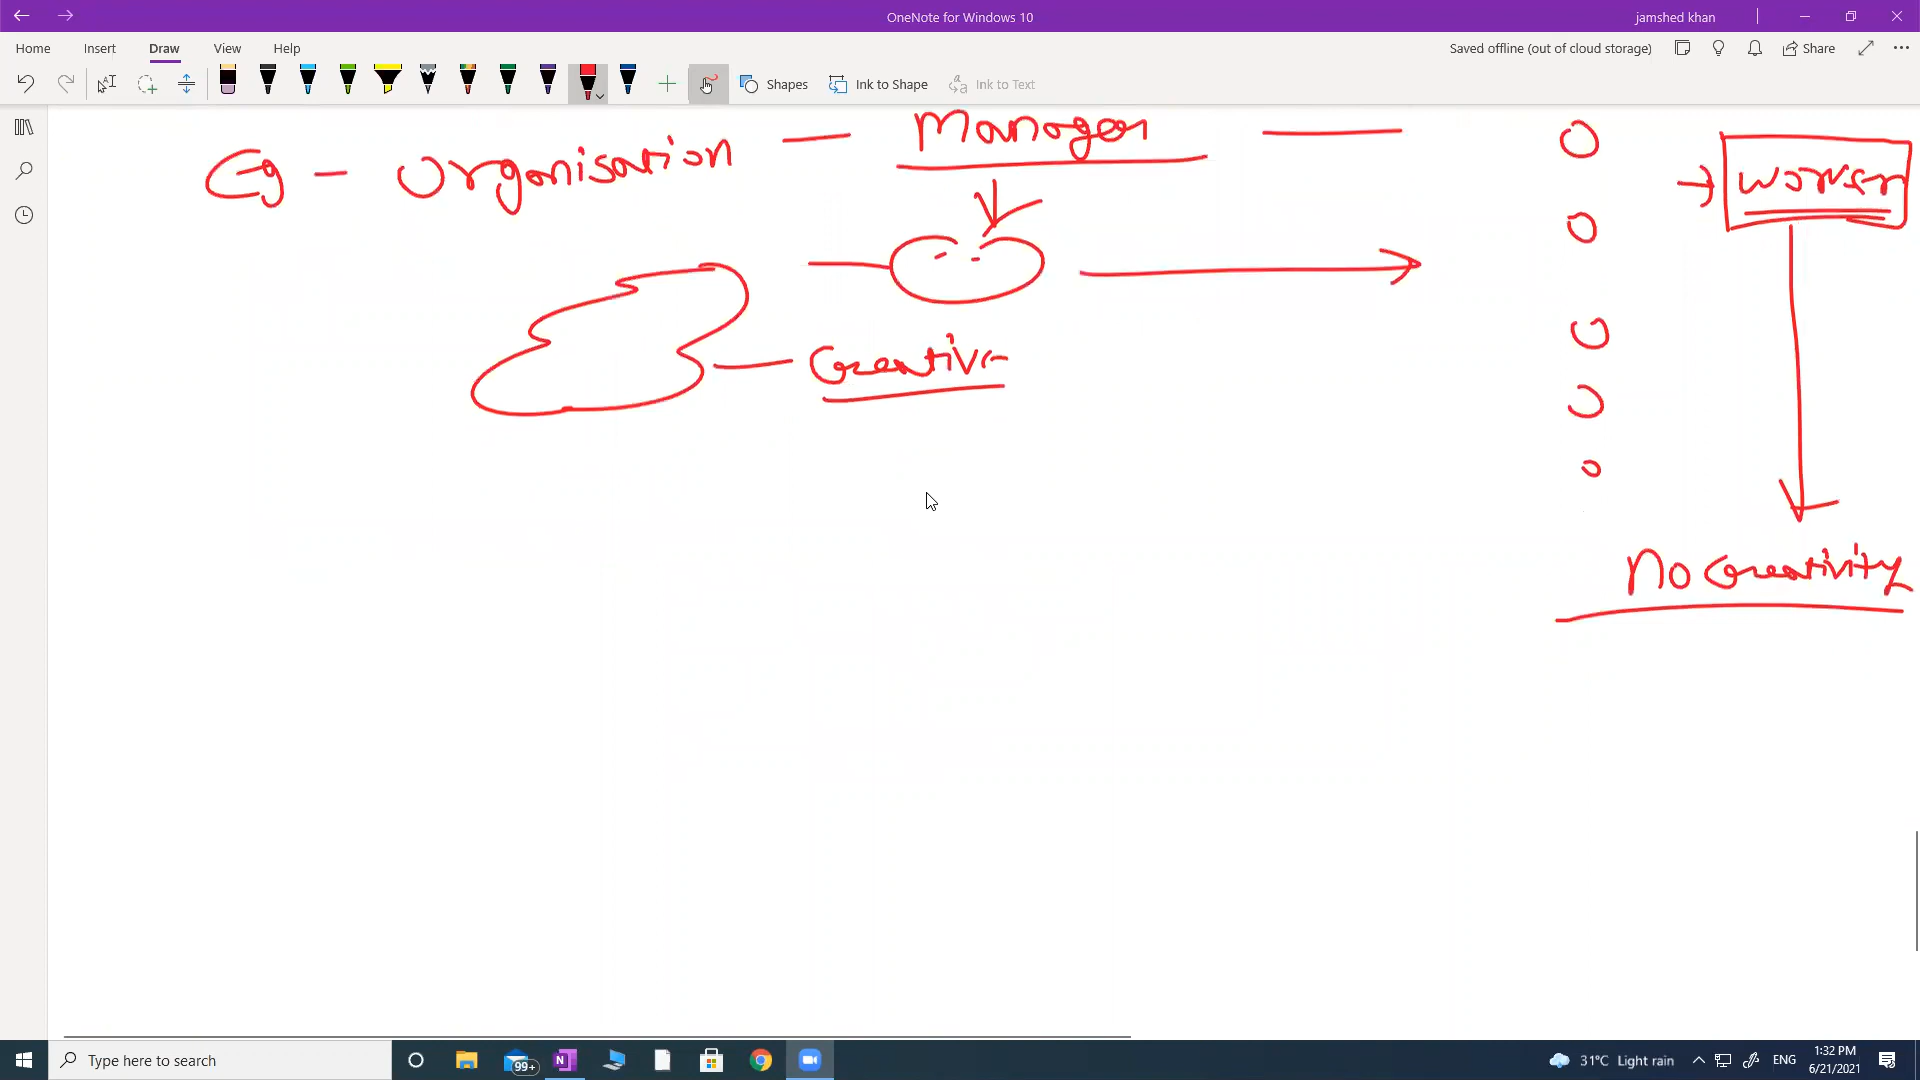 OneNote for Windows 10
jamshed khan
Home Insert Draw View Help
Saved offline (out of cloud storage)
Share
Shapes
Ink to Shape
Ink to Text
Eg - Organisation — Manager —
worker
Creative
No Creativity
Type here to search
99+
31°C Light rain
ENG
1:32 PM
6/21/2021